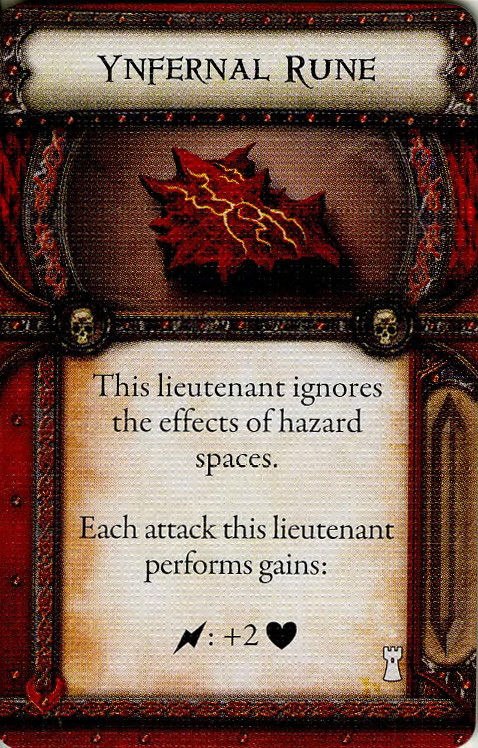 Ynfernal Rune
This lieutenant ignores
the effects of hazard
spaces.
Each attack this lieutenant
performs gains:
: +2